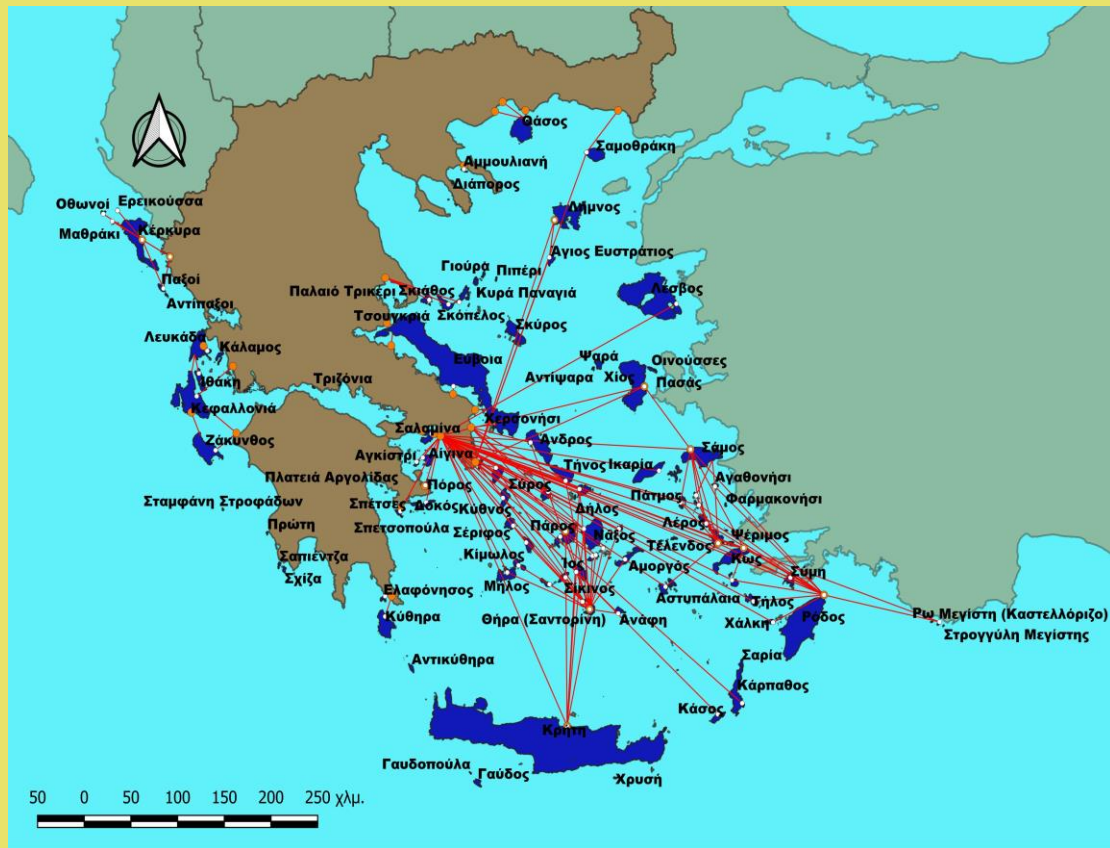 Θάσος
Σαμοθράκη
Αμμουλιανή
Διάπορος
Οθωνοί
Ερεικούσσα
Μαθράκι
Κέρκυρα
Λήμνος
Άγιος Ευστράτιος
Παξοί
Αντίπαξοι
Γιούρα
Πιπέρι
Παλαιό Τρικέρι
Σκιάθος
Κυρά Παναγιά
Λέσβος
Τσουγκριά
Σκόπελος
Σκύρος
Λευκάδα
Κάλαμος
Εύβοια
Ψαρά
Οινούσσες
Ιθάκη
Τριζόνια
Αντίψαρα
Χίος
Πασάς
Κεφαλλονιά
Χερσονήσι
Σαλαμίνα
Ζάκυνθος
Άνδρος
Σάμος
Αγκίστρι
Αίγινα
Τήνος
Ικαρία
Αγαθονήσι
Πλατειά Αργολίδας
Πόρος
Σύρος
Πάτμος
Φαρμακονήσι
Σταμφάνη Στροφάδων
Σπέτσες
Δοκός
Κύθνος
Δήλος
Λέρος
Πρώτη
Σπετσοπούλα
Σέριφος
Πάρος
Νάξος
Τέλενδος
Ψέριμος
Σαπιέντζα
Κίμωλος
Κως
Σχίζα
Ίος
Αμοργός
Σύμη
Ελαφόνησος
Μήλος
Σίκινος
Αστυπάλαια
Τήλος
Κύθηρα
Θήρα (Σαντορίνη)
Ανάφη
Χάλκη
Ρόδος
Ρω Μεγίστη (Καστελλόριζο)
Στρογγύλη Μεγίστης
Αντικύθηρα
Σαρία
Κάρπαθος
Κάσος
Κρήτη
Γαυδοπούλα
Γαύδος
Χρυσή
50 0 50 100 150 200 250 χλμ.